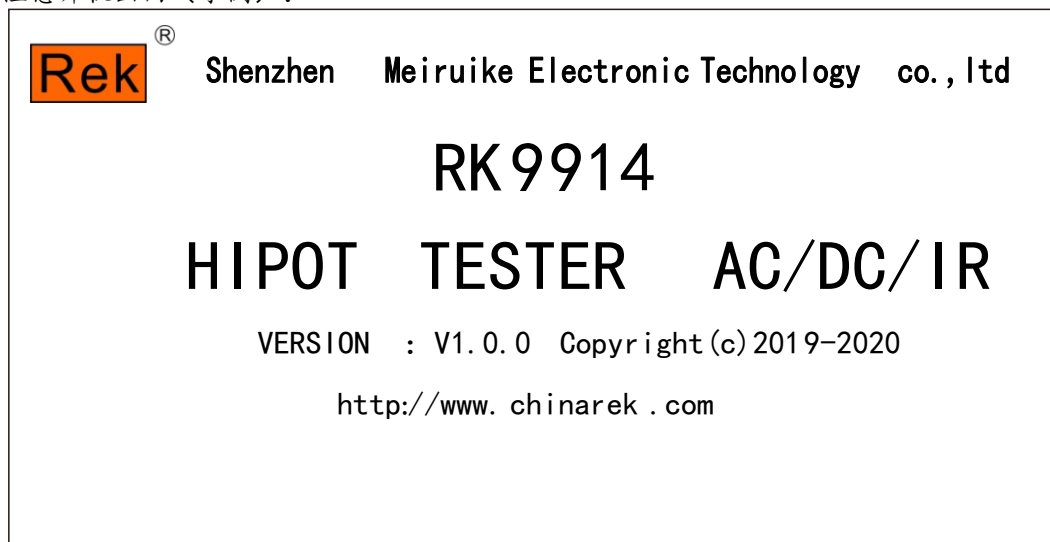 Rek®
Shenzhen Meiruike Electronic Technology co.,ltd
RK9914
HIPOT TESTER AC/DC/IR
VERSION : V1.0.0 Copyright(c)2019-2020
http://www.chinarek .com